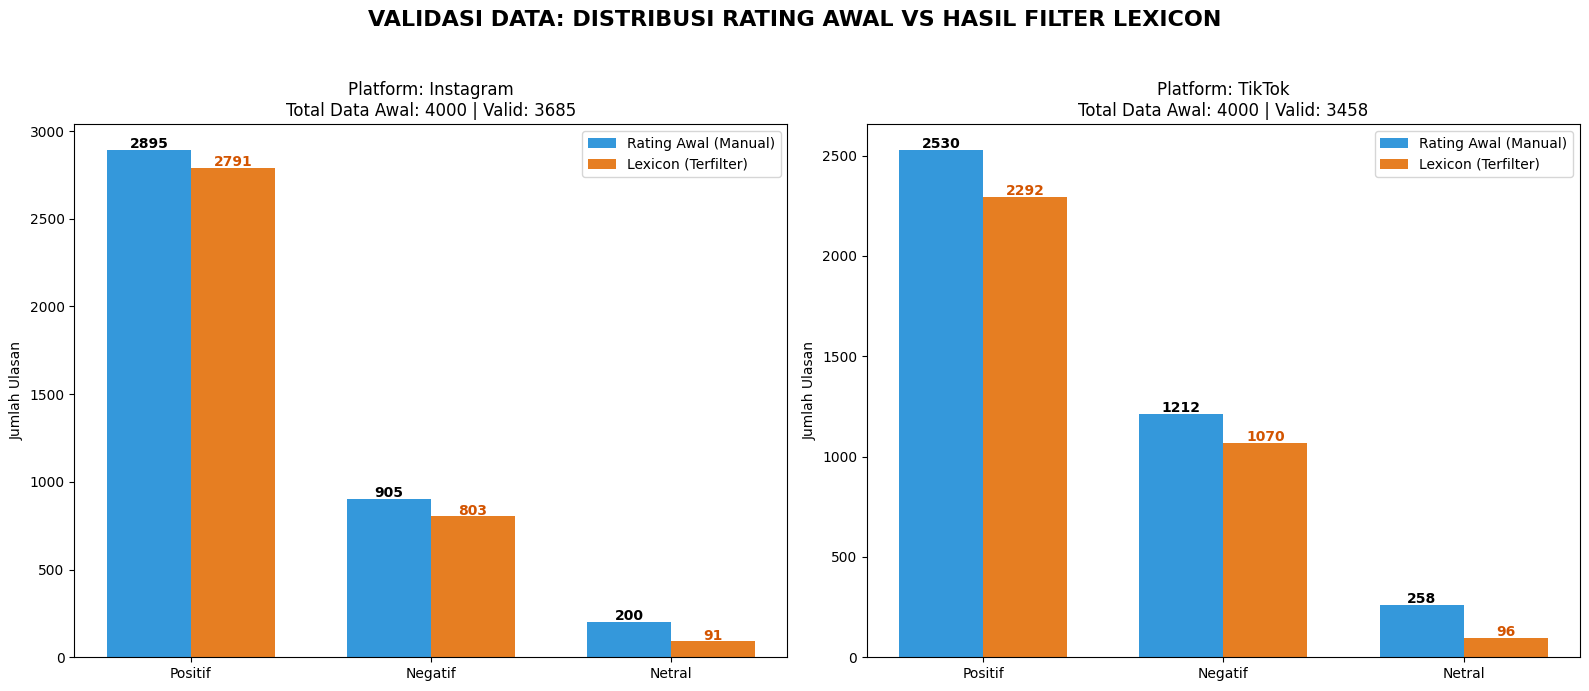 VALIDASI DATA: DISTRIBUSI RATING AWAL VS HASIL FILTER LEXICON
Platform: Instagram
Total Data Awal: 4000 | Valid: 3685
Rating Awal (Manual)
Lexicon (Terfilter)
Jumlah Ulasan
3000
2500
2000
1500
1000
500
0
2895
2791
905
803
200
91
Positif
Negatif
Netral
Platform: TikTok
Total Data Awal: 4000 | Valid: 3458
Rating Awal (Manual)
Lexicon (Terfilter)
Jumlah Ulasan
2500
2000
1500
1000
500
0
2530
2292
1212
1070
258
96
Positif
Negatif
Netral